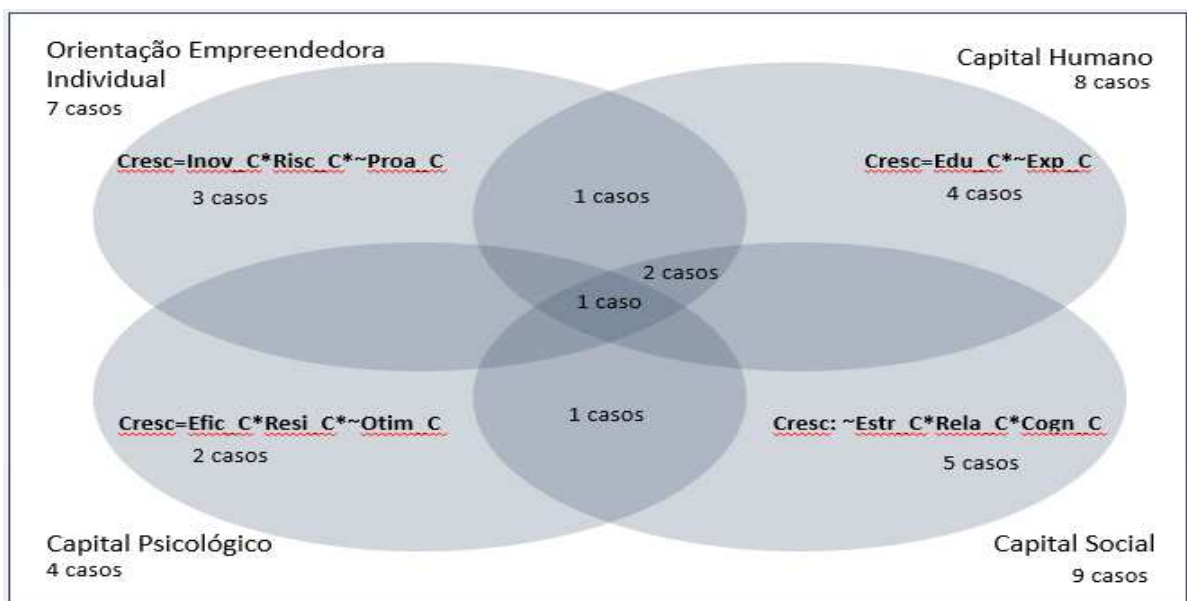 Orientação Empreendedora
Individual
7 casos
Capital Humano
8 casos
Cresc=Inov_C*Risc_C*~Proa_C
3 casos
1 casos
Cresc=Edu_C*~Exp_C
4 casos
2 casos
1 caso
Cresc=Efic_C*Resi_C*~Otim_C
2 casos
1 casos
Cresc: ~Estr_C*Rela_C*Cogn_C
5 casos
Capital Psicológico
4 casos
Capital Social
9 casos